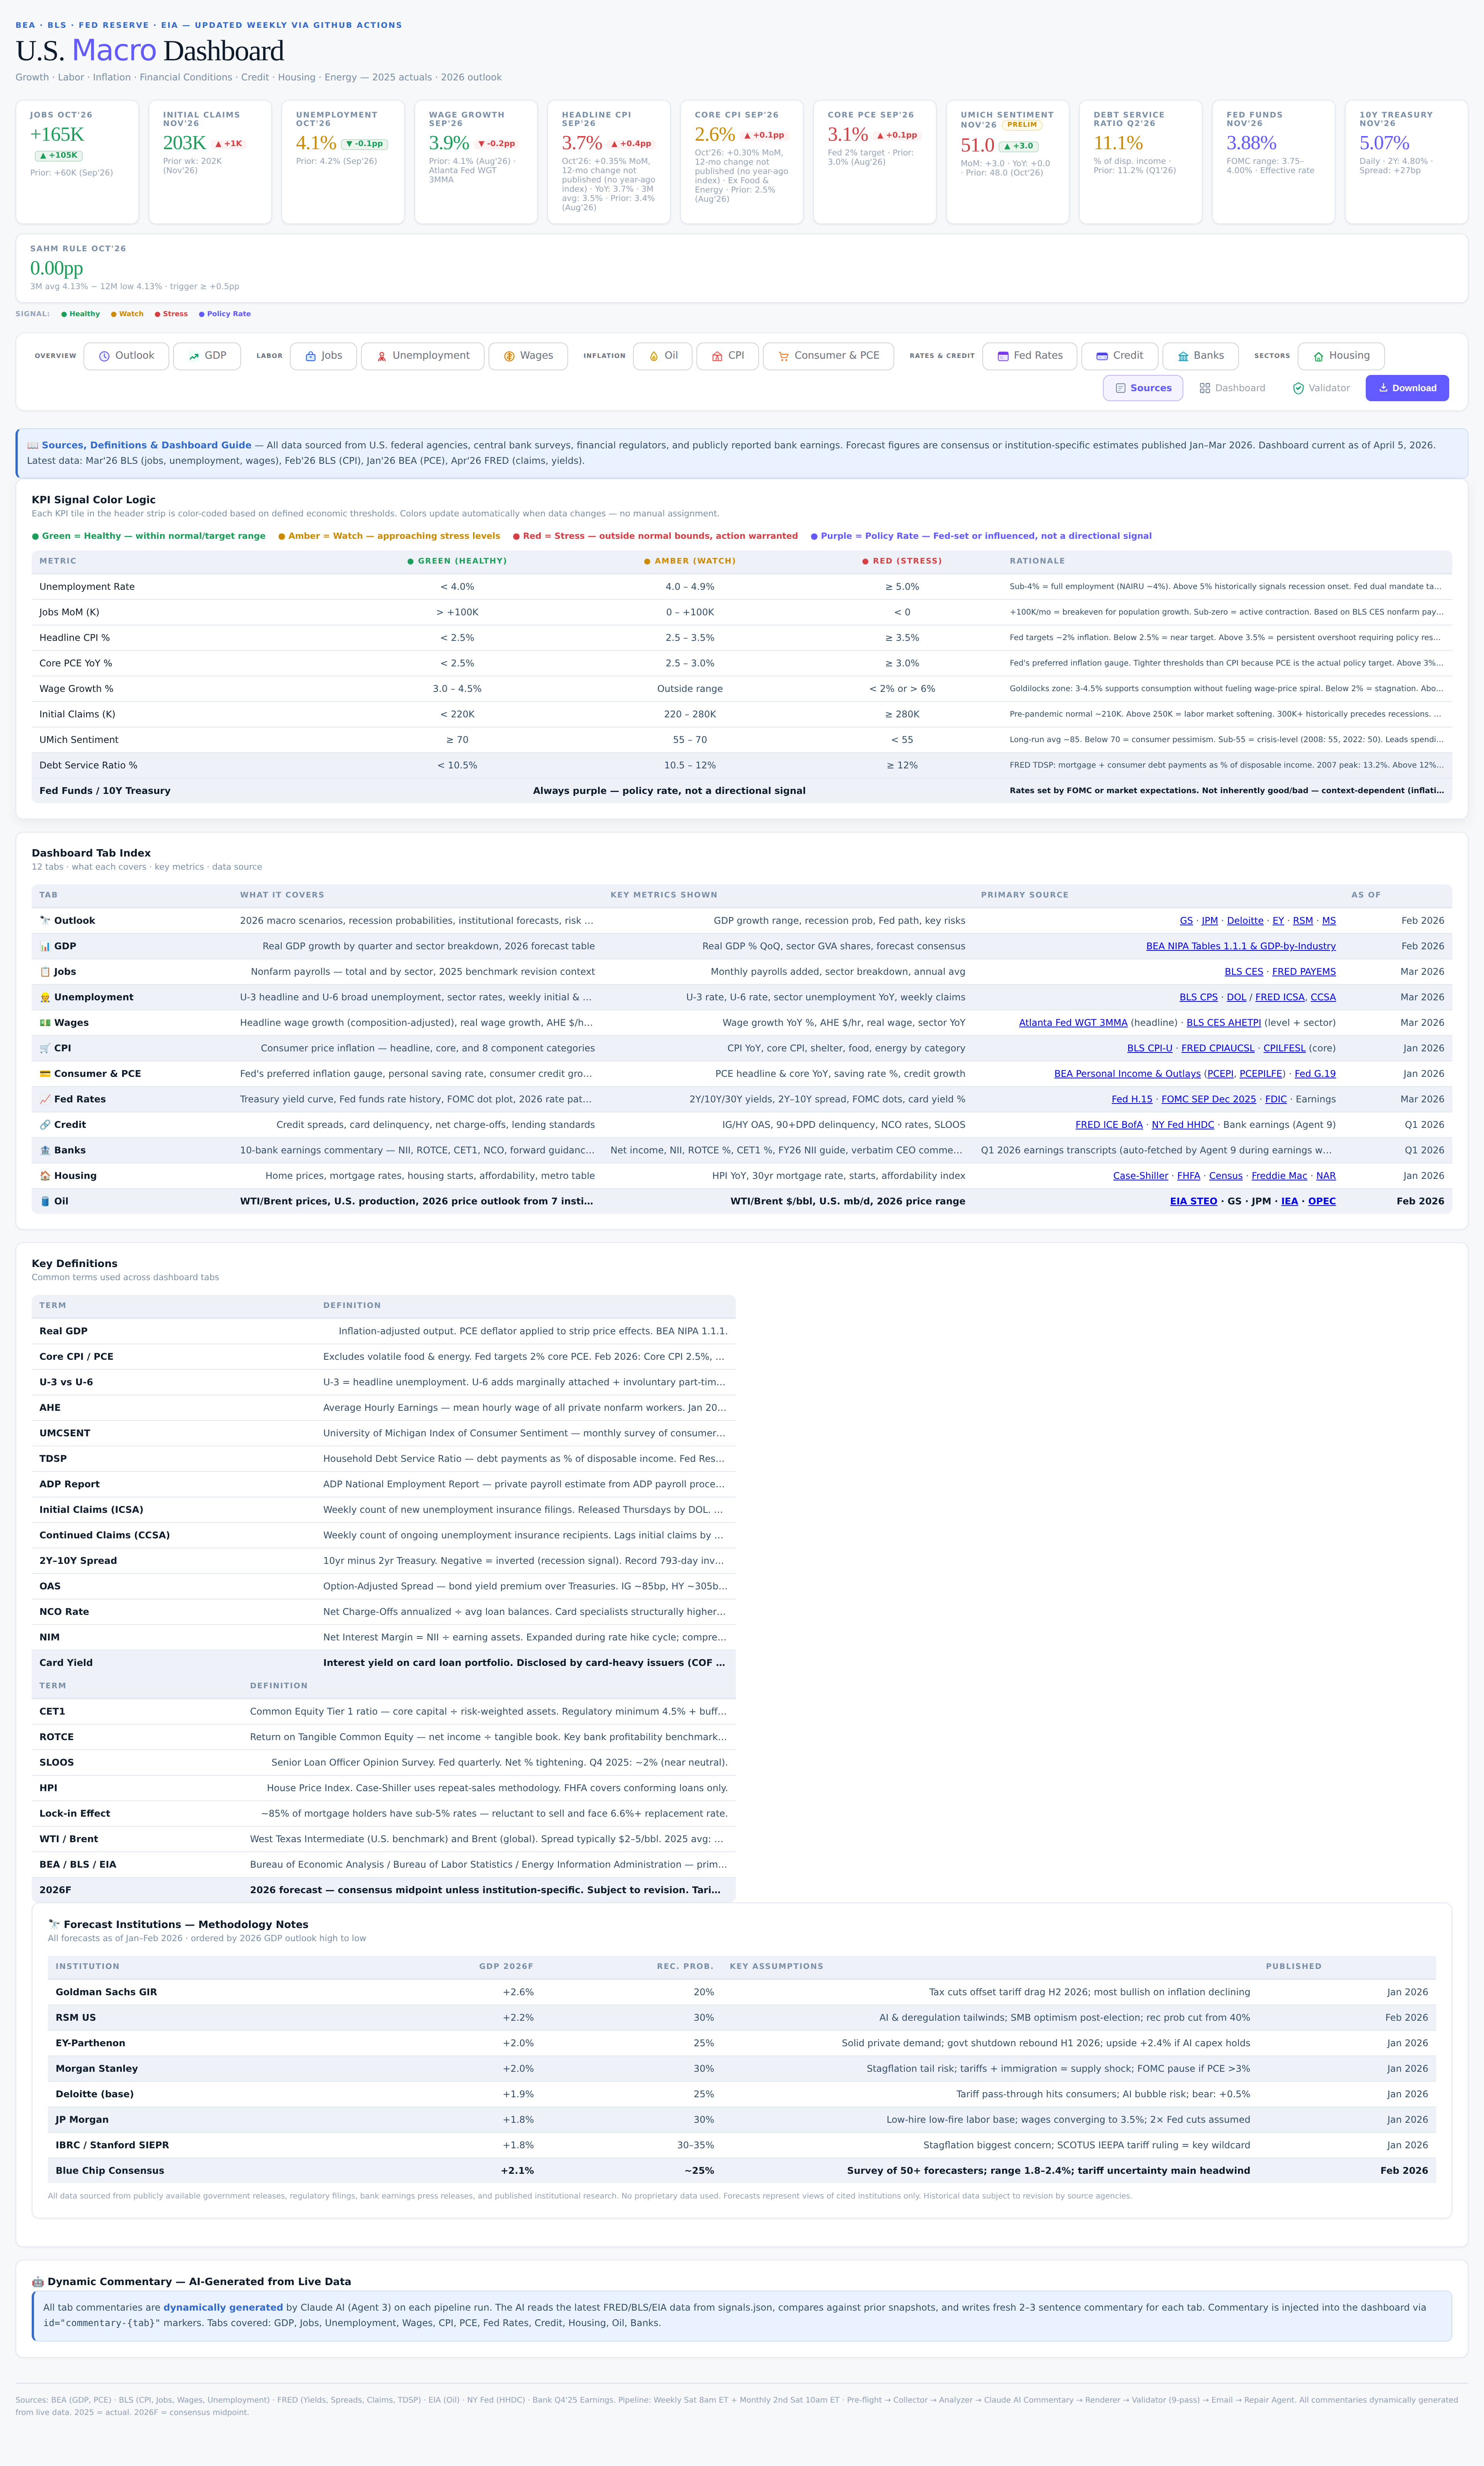 BEA · BLS · FED RESERVE · EIA — UPDATED WEEKLY VIA GITHUB ACTIONS
U.S. Macro Dashboard
Growth · Labor · Inflation · Financial Conditions · Credit · Housing · Energy — 2025 actuals · 2026 outlook
JOBS OCT'26
+165K
▲ +105K
Prior: +60K (Sep'26)
INITIAL CLAIMS
NOV'26
203K ▲ +1K
Prior wk: 202K
(Nov'26)
UNEMPLOYMENT
OCT'26
4.1% ▼ -0.1pp
Prior: 4.2% (Sep'26)
WAGE GROWTH
SEP'26
3.9% ▼ -0.2pp
Prior: 4.1% (Aug'26) ·
Atlanta Fed WGT
3MMA
HEADLINE CPI
SEP'26
3.7% ▲ +0.4pp
Oct'26: +0.35% MoM,
12-mo change not
published (no year-ago
index) · YoY: 3.7% · 3M
avg: 3.5% · Prior: 3.4%
(Aug'26)
CORE CPI SEP'26
2.6% ▲ +0.1pp
Oct'26: +0.30% MoM,
12-mo change not
published (no year-ago
index) · Ex Food &
Energy · Prior: 2.5%
(Aug'26)
CORE PCE SEP'26
3.1% ▲ +0.1pp
Fed 2% target · Prior:
3.0% (Aug'26)
UMICH SENTIMENT
NOV'26 PRELIM
51.0 ▲ +3.0
MoM: +3.0 · YoY: +0.0
· Prior: 48.0 (Oct'26)
DEBT SERVICE
RATIO Q2'26
11.1%
% of disp. income ·
Prior: 11.2% (Q1'26)
FED FUNDS
NOV'26
3.88%
FOMC range: 3.75–
4.00% · Effective rate
10Y TREASURY
NOV'26
5.07%
Daily · 2Y: 4.80% ·
Spread: +27bp
SAHM RULE OCT'26
0.00pp
3M avg 4.13% − 12M low 4.13% · trigger ≥ +0.5pp
SIGNAL: ● Healthy ● Watch ● Stress ● Policy Rate
OVERVIEW Outlook GDP LABOR Jobs Unemployment Wages INFLATION Oil CPI Consumer & PCE RATES & CREDIT Fed Rates Credit Banks SECTORS Housing
Sources Dashboard Validator Download
📖 Sources, Definitions & Dashboard Guide — All data sourced from U.S. federal agencies, central bank surveys, financial regulators, and publicly reported bank earnings. Forecast figures are consensus or institution-specific estimates published Jan–Mar 2026. Dashboard current as of April 5, 2026.
Latest data: Mar'26 BLS (jobs, unemployment, wages), Feb'26 BLS (CPI), Jan'26 BEA (PCE), Apr'26 FRED (claims, yields).
KPI Signal Color Logic
Each KPI tile in the header strip is color-coded based on defined economic thresholds. Colors update automatically when data changes — no manual assignment.
● Green = Healthy — within normal/target range ● Amber = Watch — approaching stress levels ● Red = Stress — outside normal bounds, action warranted ● Purple = Policy Rate — Fed-set or influenced, not a directional signal
METRIC ● GREEN (HEALTHY) ● AMBER (WATCH) ● RED (STRESS) RATIONALE
Unemployment Rate < 4.0% 4.0 – 4.9% ≥ 5.0% Sub-4% = full employment (NAIRU ~4%). Above 5% historically signals recession onset. Fed dual mandate ta…
Jobs MoM (K) > +100K 0 – +100K < 0 +100K/mo = breakeven for population growth. Sub-zero = active contraction. Based on BLS CES nonfarm pay…
Headline CPI % < 2.5% 2.5 – 3.5% ≥ 3.5% Fed targets ~2% inflation. Below 2.5% = near target. Above 3.5% = persistent overshoot requiring policy res…
Core PCE YoY % < 2.5% 2.5 – 3.0% ≥ 3.0% Fed's preferred inflation gauge. Tighter thresholds than CPI because PCE is the actual policy target. Above 3%…
Wage Growth % 3.0 – 4.5% Outside range < 2% or > 6% Goldilocks zone: 3-4.5% supports consumption without fueling wage-price spiral. Below 2% = stagnation. Abo…
Initial Claims (K) < 220K 220 – 280K ≥ 280K Pre-pandemic normal ~210K. Above 250K = labor market softening. 300K+ historically precedes recessions. …
UMich Sentiment ≥ 70 55 – 70 < 55 Long-run avg ~85. Below 70 = consumer pessimism. Sub-55 = crisis-level (2008: 55, 2022: 50). Leads spendi…
Debt Service Ratio % < 10.5% 10.5 – 12% ≥ 12% FRED TDSP: mortgage + consumer debt payments as % of disposable income. 2007 peak: 13.2%. Above 12%…
Fed Funds / 10Y Treasury Always purple — policy rate, not a directional signal Rates set by FOMC or market expectations. Not inherently good/bad — context-dependent (inflati…
Dashboard Tab Index
12 tabs · what each covers · key metrics · data source
TAB WHAT IT COVERS KEY METRICS SHOWN PRIMARY SOURCE AS OF
🔭 Outlook 2026 macro scenarios, recession probabilities, institutional forecasts, risk … GDP growth range, recession prob, Fed path, key risks GS · JPM · Deloitte · EY · RSM · MS Feb 2026
📊 GDP Real GDP growth by quarter and sector breakdown, 2026 forecast table Real GDP % QoQ, sector GVA shares, forecast consensus BEA NIPA Tables 1.1.1 & GDP-by-Industry Feb 2026
📋 Jobs Nonfarm payrolls — total and by sector, 2025 benchmark revision context Monthly payrolls added, sector breakdown, annual avg BLS CES · FRED PAYEMS Mar 2026
👷 Unemployment U-3 headline and U-6 broad unemployment, sector rates, weekly initial & … U-3 rate, U-6 rate, sector unemployment YoY, weekly claims BLS CPS · DOL / FRED ICSA, CCSA Mar 2026
💵 Wages Headline wage growth (composition-adjusted), real wage growth, AHE $/h… Wage growth YoY %, AHE $/hr, real wage, sector YoY Atlanta Fed WGT 3MMA (headline) · BLS CES AHETPI (level + sector) Mar 2026
🛒 CPI Consumer price inflation — headline, core, and 8 component categories CPI YoY, core CPI, shelter, food, energy by category BLS CPI-U · FRED CPIAUCSL · CPILFESL (core) Jan 2026
💳 Consumer & PCE Fed's preferred inflation gauge, personal saving rate, consumer credit gro… PCE headline & core YoY, saving rate %, credit growth BEA Personal Income & Outlays (PCEPI, PCEPILFE) · Fed G.19 Jan 2026
📈 Fed Rates Treasury yield curve, Fed funds rate history, FOMC dot plot, 2026 rate pat… 2Y/10Y/30Y yields, 2Y–10Y spread, FOMC dots, card yield % Fed H.15 · FOMC SEP Dec 2025 · FDIC · Earnings Mar 2026
🔗 Credit Credit spreads, card delinquency, net charge-offs, lending standards IG/HY OAS, 90+DPD delinquency, NCO rates, SLOOS FRED ICE BofA · NY Fed HHDC · Bank earnings (Agent 9) Q1 2026
🏦 Banks 10-bank earnings commentary — NII, ROTCE, CET1, NCO, forward guidanc… Net income, NII, ROTCE %, CET1 %, FY26 NII guide, verbatim CEO comme… Q1 2026 earnings transcripts (auto-fetched by Agent 9 during earnings w… Q1 2026
🏠 Housing Home prices, mortgage rates, housing starts, affordability, metro table HPI YoY, 30yr mortgage rate, starts, affordability index Case-Shiller · FHFA · Census · Freddie Mac · NAR Jan 2026
🛢️ Oil WTI/Brent prices, U.S. production, 2026 price outlook from 7 insti… WTI/Brent $/bbl, U.S. mb/d, 2026 price range EIA STEO · GS · JPM · IEA · OPEC Feb 2026
Key Definitions
Common terms used across dashboard tabs
TERM DEFINITION
Real GDP Inflation-adjusted output. PCE deflator applied to strip price effects. BEA NIPA 1.1.1.
Core CPI / PCE Excludes volatile food & energy. Fed targets 2% core PCE. Feb 2026: Core CPI 2.5%, …
U-3 vs U-6 U-3 = headline unemployment. U-6 adds marginally attached + involuntary part-tim…
AHE Average Hourly Earnings — mean hourly wage of all private nonfarm workers. Jan 20…
UMCSENT University of Michigan Index of Consumer Sentiment — monthly survey of consumer…
TDSP Household Debt Service Ratio — debt payments as % of disposable income. Fed Res…
ADP Report ADP National Employment Report — private payroll estimate from ADP payroll proce…
Initial Claims (ICSA) Weekly count of new unemployment insurance filings. Released Thursdays by DOL. …
Continued Claims (CCSA) Weekly count of ongoing unemployment insurance recipients. Lags initial claims by …
2Y–10Y Spread 10yr minus 2yr Treasury. Negative = inverted (recession signal). Record 793-day inv…
OAS Option-Adjusted Spread — bond yield premium over Treasuries. IG ~85bp, HY ~305b…
NCO Rate Net Charge-Offs annualized ÷ avg loan balances. Card specialists structurally higher…
NIM Net Interest Margin = NII ÷ earning assets. Expanded during rate hike cycle; compre…
Card Yield Interest yield on card loan portfolio. Disclosed by card-heavy issuers (COF …
TERM DEFINITION
CET1 Common Equity Tier 1 ratio — core capital ÷ risk-weighted assets. Regulatory minimum 4.5% + buff…
ROTCE Return on Tangible Common Equity — net income ÷ tangible book. Key bank profitability benchmark…
SLOOS Senior Loan Officer Opinion Survey. Fed quarterly. Net % tightening. Q4 2025: ~2% (near neutral).
HPI House Price Index. Case-Shiller uses repeat-sales methodology. FHFA covers conforming loans only.
Lock-in Effect ~85% of mortgage holders have sub-5% rates — reluctant to sell and face 6.6%+ replacement rate.
WTI / Brent West Texas Intermediate (U.S. benchmark) and Brent (global). Spread typically $2–5/bbl. 2025 avg: …
BEA / BLS / EIA Bureau of Economic Analysis / Bureau of Labor Statistics / Energy Information Administration — prim…
2026F 2026 forecast — consensus midpoint unless institution-specific. Subject to revision. Tari…
🔭 Forecast Institutions — Methodology Notes
All forecasts as of Jan–Feb 2026 · ordered by 2026 GDP outlook high to low
INSTITUTION GDP 2026F REC. PROB. KEY ASSUMPTIONS PUBLISHED
Goldman Sachs GIR +2.6% 20% Tax cuts offset tariff drag H2 2026; most bullish on inflation declining Jan 2026
RSM US +2.2% 30% AI & deregulation tailwinds; SMB optimism post-election; rec prob cut from 40% Feb 2026
EY-Parthenon +2.0% 25% Solid private demand; govt shutdown rebound H1 2026; upside +2.4% if AI capex holds Jan 2026
Morgan Stanley +2.0% 30% Stagflation tail risk; tariffs + immigration = supply shock; FOMC pause if PCE >3% Jan 2026
Deloitte (base) +1.9% 25% Tariff pass-through hits consumers; AI bubble risk; bear: +0.5% Jan 2026
JP Morgan +1.8% 30% Low-hire low-fire labor base; wages converging to 3.5%; 2× Fed cuts assumed Jan 2026
IBRC / Stanford SIEPR +1.8% 30–35% Stagflation biggest concern; SCOTUS IEEPA tariff ruling = key wildcard Jan 2026
Blue Chip Consensus +2.1% ~25% Survey of 50+ forecasters; range 1.8–2.4%; tariff uncertainty main headwind Feb 2026
All data sourced from publicly available government releases, regulatory filings, bank earnings press releases, and published institutional research. No proprietary data used. Forecasts represent views of cited institutions only. Historical data subject to revision by source agencies.
🤖 Dynamic Commentary — AI-Generated from Live Data
All tab commentaries are dynamically generated by Claude AI (Agent 3) on each pipeline run. The AI reads the latest FRED/BLS/EIA data from signals.json, compares against prior snapshots, and writes fresh 2–3 sentence commentary for each tab. Commentary is injected into the dashboard via
id="commentary-{tab}" markers. Tabs covered: GDP, Jobs, Unemployment, Wages, CPI, PCE, Fed Rates, Credit, Housing, Oil, Banks.
Sources: BEA (GDP, PCE) · BLS (CPI, Jobs, Wages, Unemployment) · FRED (Yields, Spreads, Claims, TDSP) · EIA (Oil) · NY Fed (HHDC) · Bank Q4'25 Earnings. Pipeline: Weekly Sat 8am ET + Monthly 2nd Sat 10am ET · Pre-flight → Collector → Analyzer → Claude AI Commentary → Renderer → Validator (9-pass) → Email → Repair Agent. All commentaries dynamically generated
from live data. 2025 = actual. 2026F = consensus midpoint.